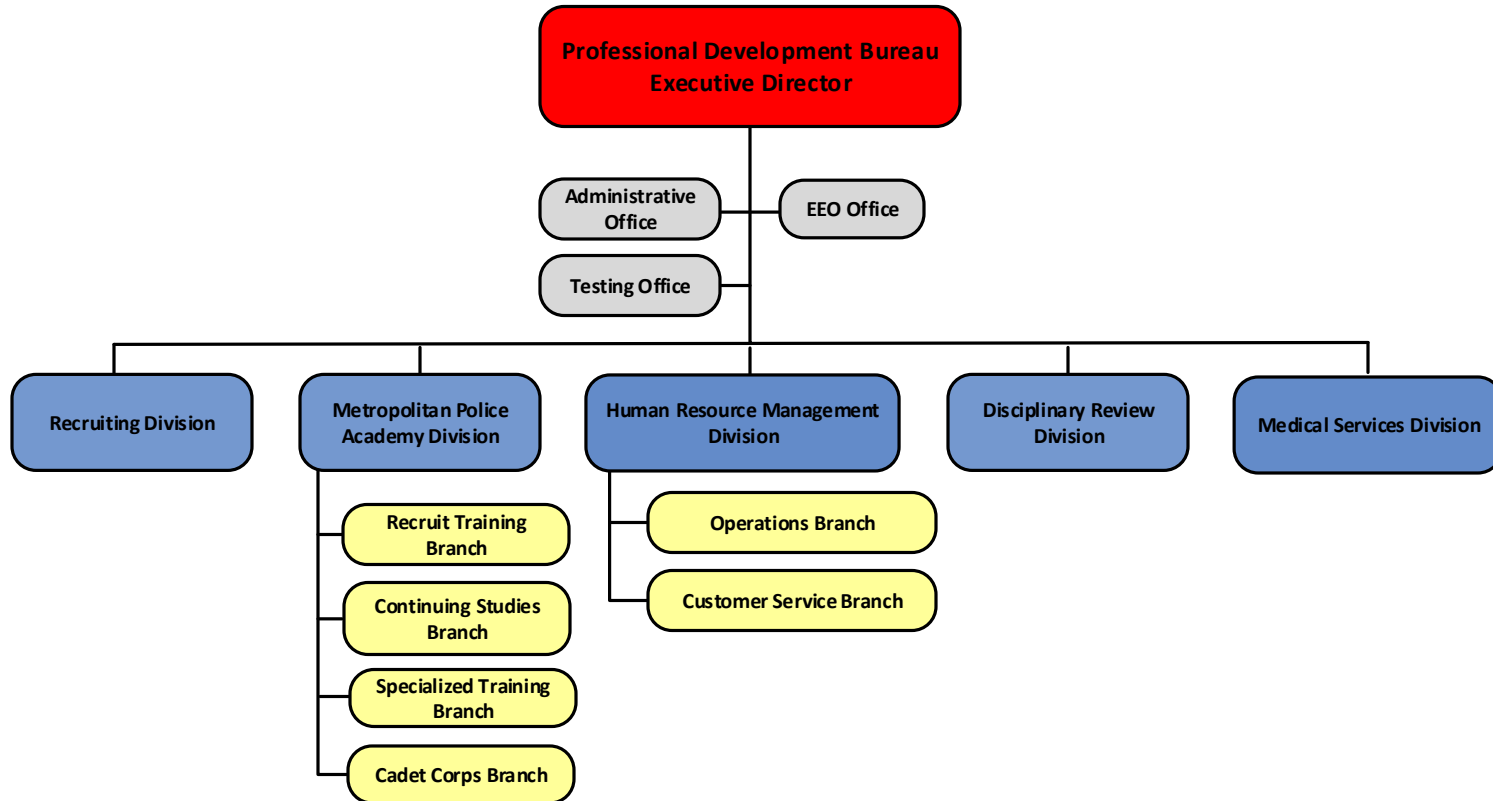 Professional Development Bureau
Executive Director
Administrative
Office
EEO Office
Testing Office
Recruiting Division
Metropolitan Police
Academy Division
Human Resource Management
Division
Disciplinary Review
Division
Medical Services Division
Recruit Training
Branch
Continuing Studies
Branch
Specialized Training
Branch
Cadet Corps Branch
Operations Branch
Customer Service Branch